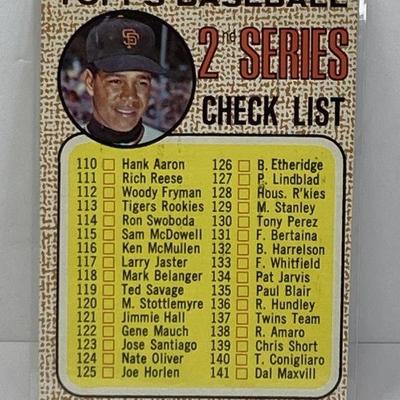 TOPPS BASEBALL
2nd SERIES
CHECK LIST
SF
110 Hank Aaron
111 Rich Reese
112 Woody Fryman
113 Tigers Rookies
114 Ron Swoboda
115 Sam McDowell
116 Ken McMullen
117 Larry Jaster
118 Mark Belanger
119 Ted Savage
120 M. Stottlemyre
121 Jimmie Hall
122 Gene Mauch
123 Jose Santiago
124 Nate Oliver
125 Joe Horlen
126 B. Etheridge
127 P. Lindblad
128 Hous. R'kies
129 M. Stanley
130 Tony Perez
131 F. Bertaina
132 B. Harrelson
133 F. Whitfield
134 Pat Jarvis
135 Paul Blair
136 R. Hundley
137 Twins Team
138 R. Amaro
139 Chris Short
140 T. Conigliaro
141 Dal Maxvill